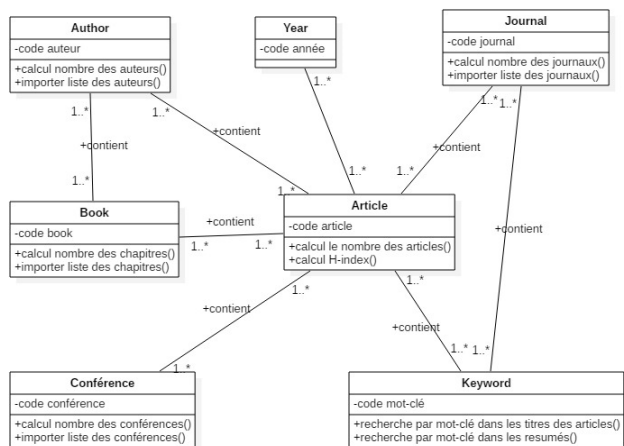 Author
-code auteur
+calcul nombre des auteurs()
+importer liste des auteurs()
Year
-code année
Journal
-code journal
+calcul nombre des journaux()
+importer liste des journaux()
1..*
1..*
1..*
1..*
1..*
+contient
+contient
+contient
1..*
1..*
1..*
1..*
Book
-code book
+calcul nombre des chapitres()
+importer liste des chapitres()
+contient
1..*
1..*
Article
-code article
+calcul le nombre des articles()
+calcul H-index()
+contient
1..*
1..*
+contient
+contient
1..*
1..*
1..*
Conférence
-code conférence
+calcul nombre des conférences()
+importer liste des conférences()
Keyword
-code mot-clé
+recherche par mot-clé dans les titres des articles()
+recherche par mot-clé dans les resumés()